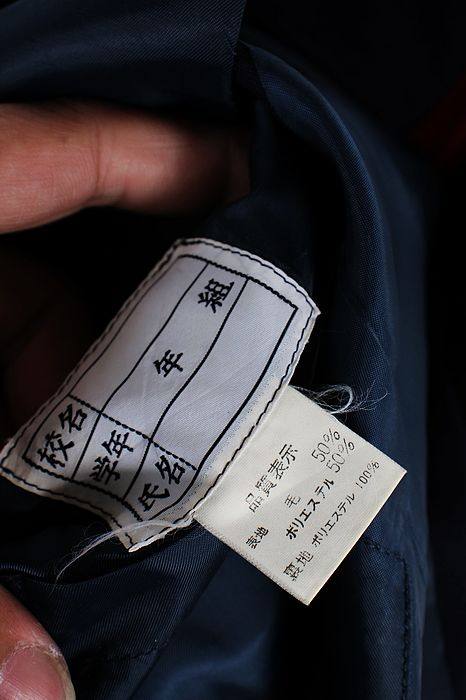 校名
学年 年 組
氏名
品質表示
表地 毛 50%
ポリエステル 50%
裏地 ポリエステル 100%